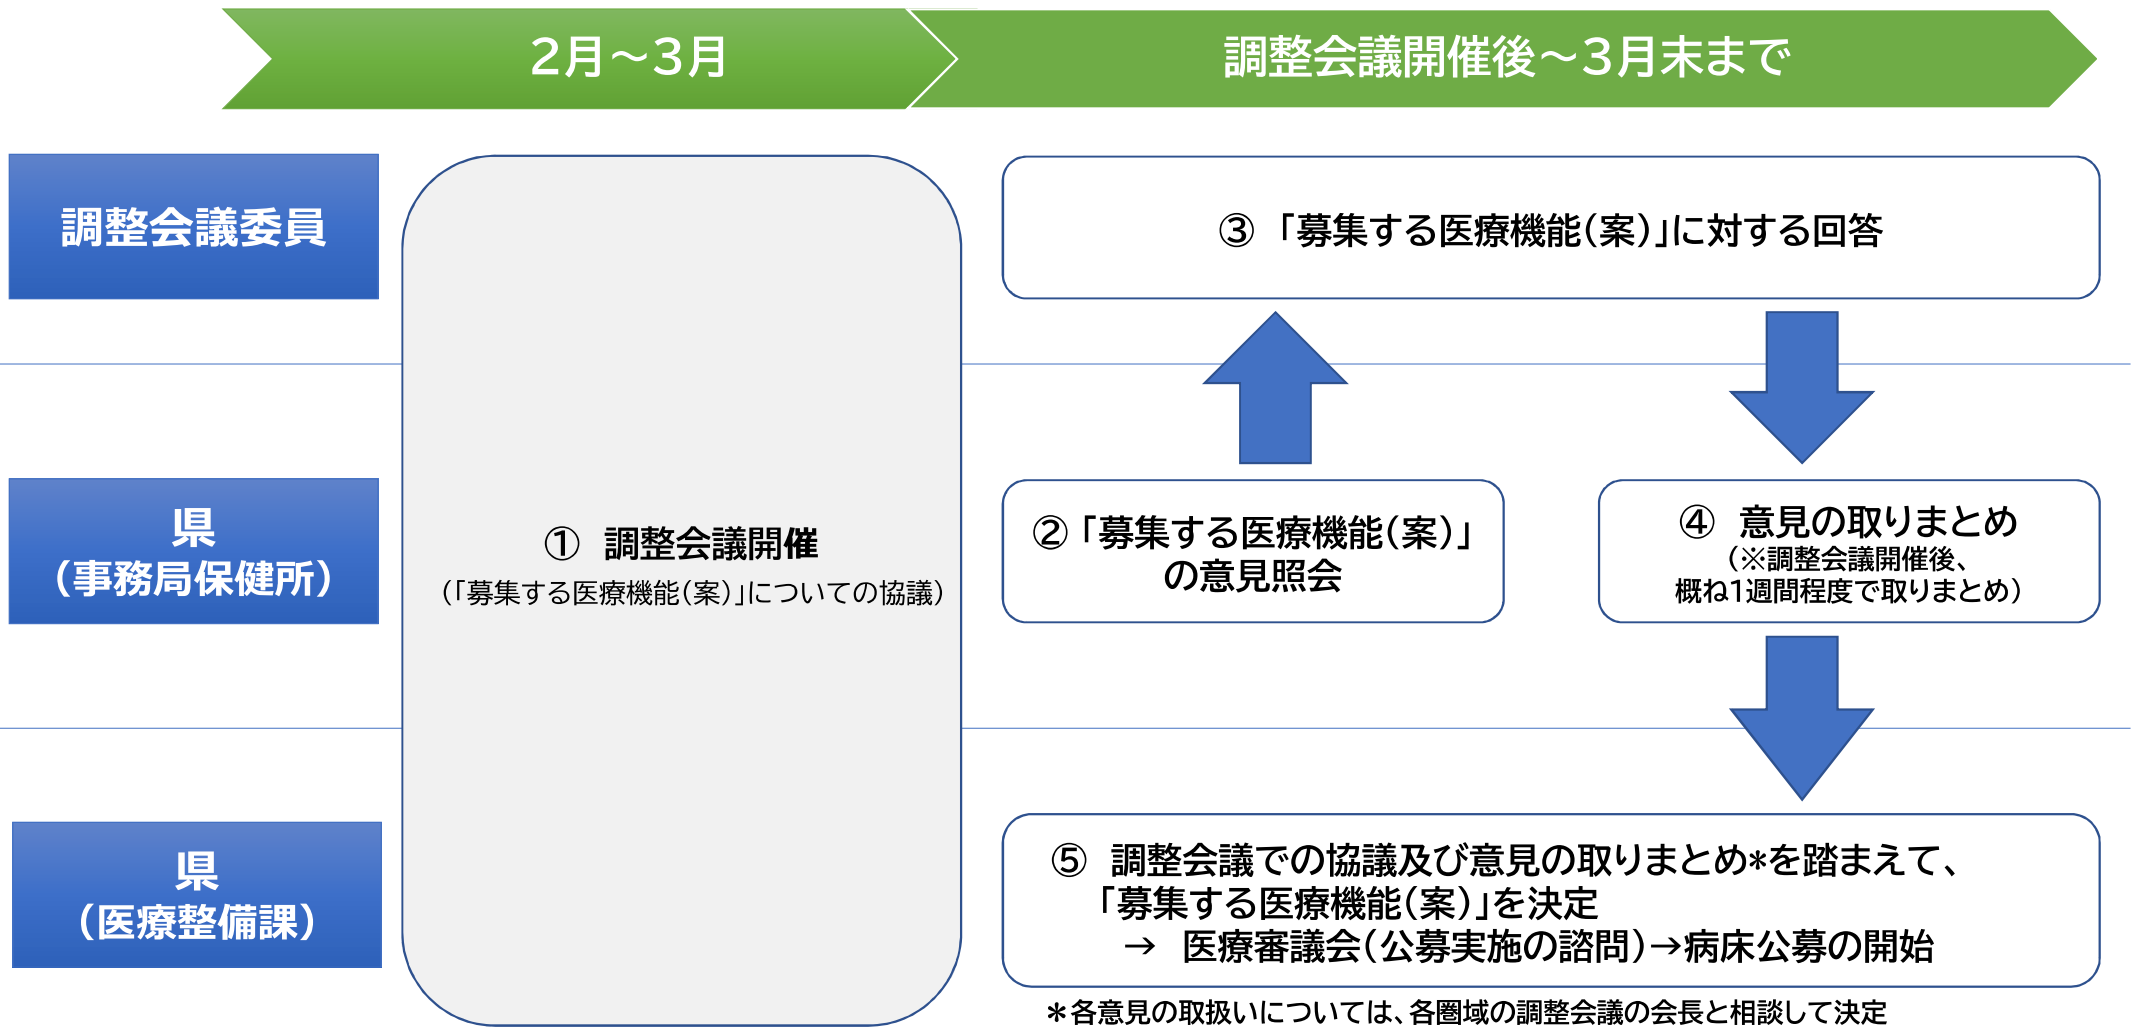 2月～3月
調整会議開催後～3月末まで
調整会議委員
③ 「募集する医療機能（案）」に対する回答
県
（事務局保健所）
① 調整会議開催
（「募集する医療機能（案）」についての協議）
②「募集する医療機能（案）」
の意見照会
④ 意見の取りまとめ
（※調整会議開催後、
概ね1週間程度で取りまとめ）
県
（医療整備課）
⑤ 調整会議での協議及び意見の取りまとめ＊を踏まえて、
「募集する医療機能（案）」を決定
→ 医療審議会（公募実施の諮問）→病床公募の開始
＊各意見の取扱いについては、各圏域の調整会議の会長と相談して決定